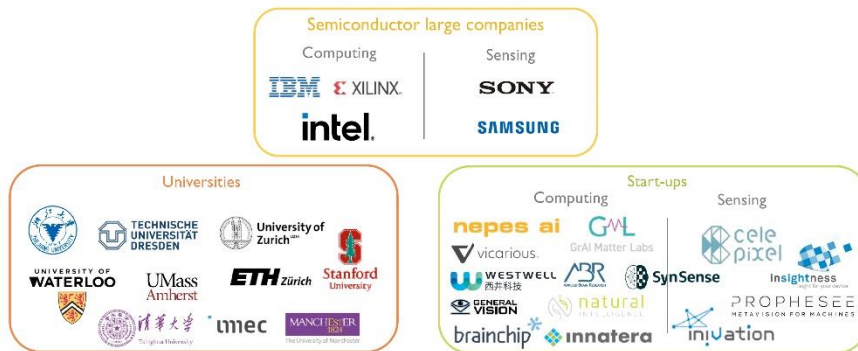 Semiconductor large companies
Computing
Sensing
IBM
XILINX
SONY
intel
SAMSUNG
Universities
TECHNISCHE
UNIVERSITÄT
DRESDEN
University of
Zurich
Stanford
University
UNIVERSITY OF
WATERLOO
UMass
Amherst
ETH Zürich
清华大学
Tsinghua University
imec
MANCHESTER
1824
The University of Manchester
Start-ups
Computing
Sensing
nepes ai
GML
GrAI Matter Labs
vicarious
WESTWELL
西井科技
ABR
SynSense
GENERAL
VISION
natural
INTELLIGENCE
brainchip
innatera
cele
pixel
Insightness
PROPHESEE
METAVISION FOR MACHINES
iniVation